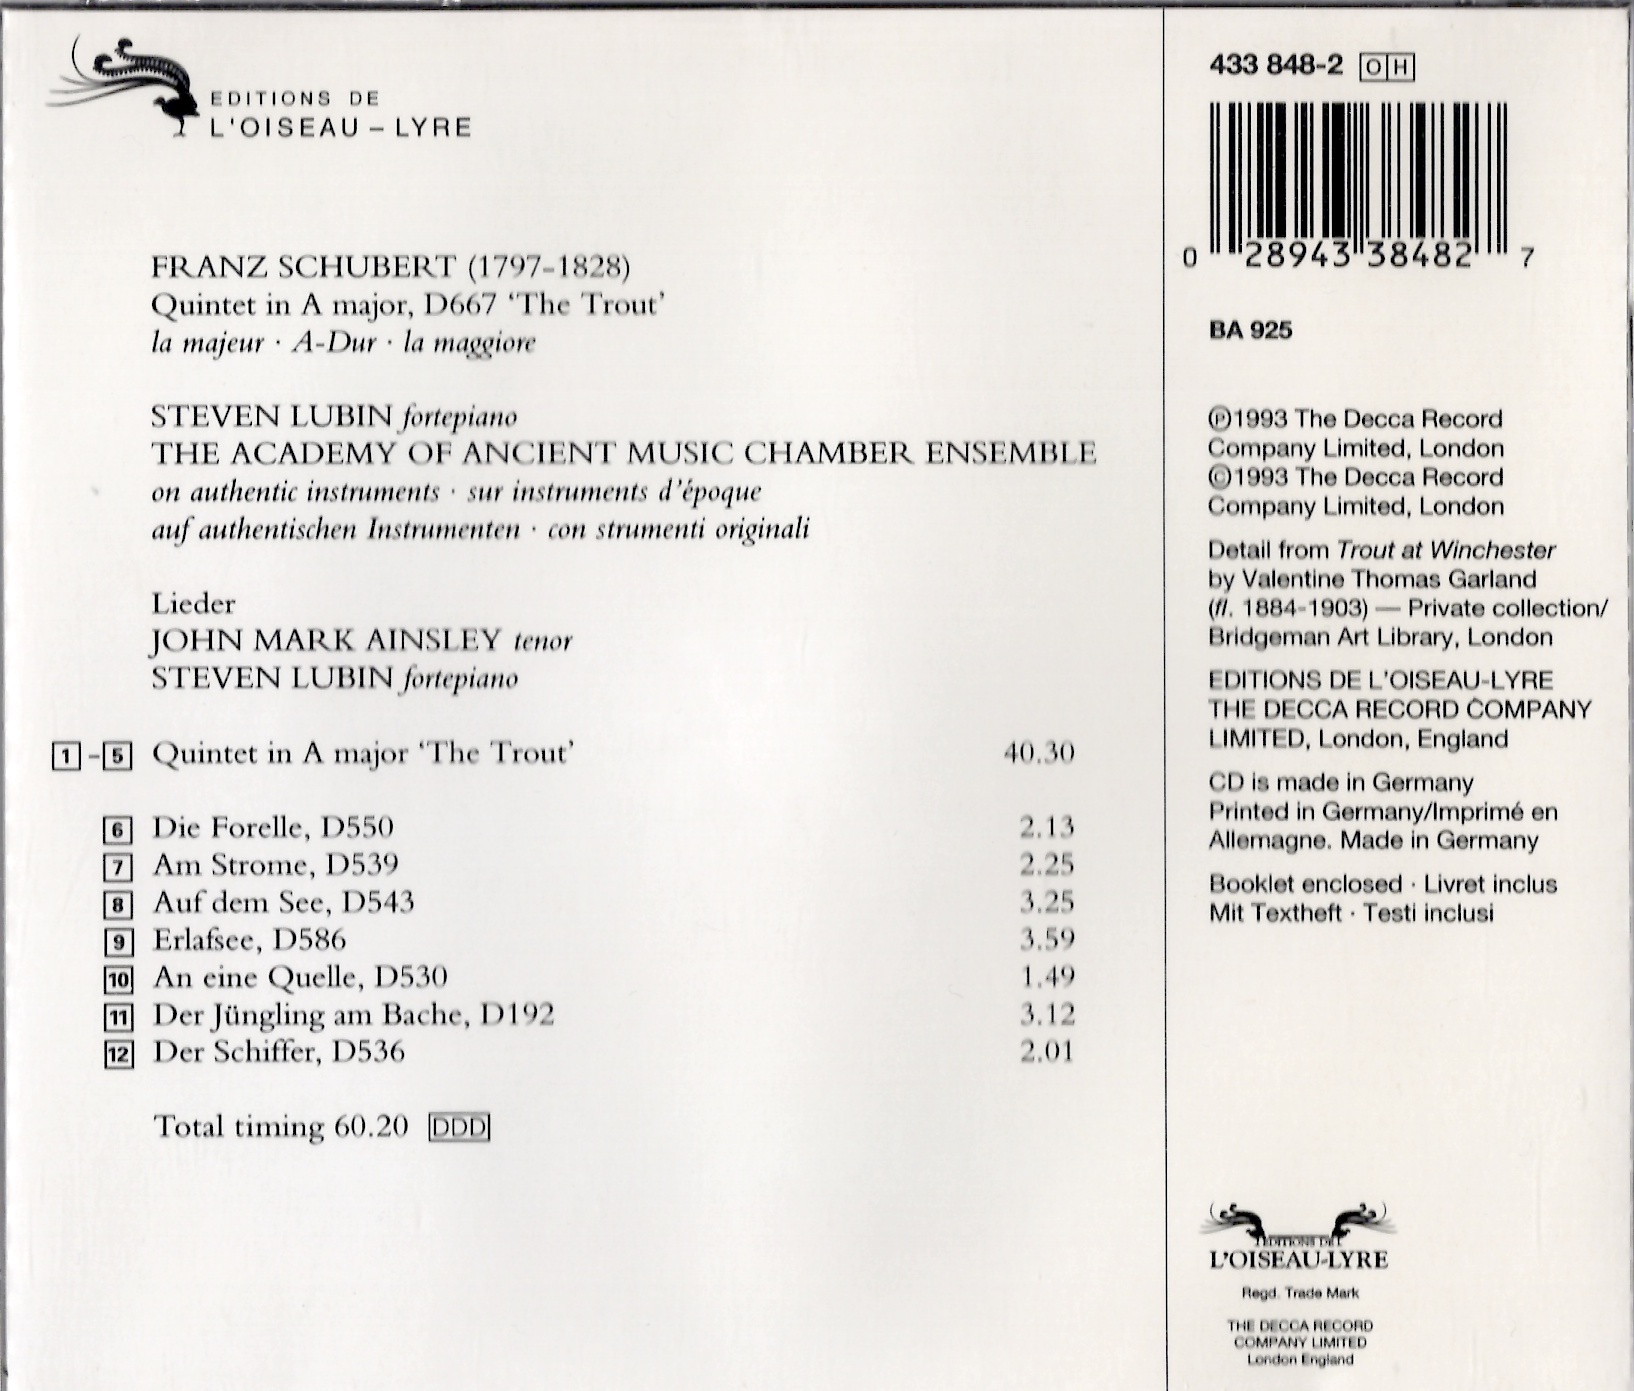 EDITIONS DE
L'OISEAU-LYRE
FRANZ SCHUBERT (1797-1828)
Quintet in A major, D667 ‘The Trout’
la majeur · A-Dur · la maggiore
STEVEN LUBIN fortepiano
THE ACADEMY OF ANCIENT MUSIC CHAMBER ENSEMBLE
on authentic instruments · sur instruments d'époque
auf authentischen Instrumenten · con strumenti originali
Lieder
JOHN MARK AINSLEY tenor
STEVEN LUBIN fortepiano
1-5 Quintet in A major ‘The Trout’ 40.30
6 Die Forelle, D550 2.13
7 Am Strome, D539 2.25
8 Auf dem See, D543 3.25
9 Erlafsee, D586 3.59
10 An eine Quelle, D530 1.49
11 Der Jüngling am Bache, D192 3.12
12 Der Schiffer, D536 2.01
Total timing 60.20 DDD
433 848-2 OH
0 28943 38482 7
BA 925
℗1993 The Decca Record
Company Limited, London
©1993 The Decca Record
Company Limited, London
Detail from Trout at Winchester
by Valentine Thomas Garland
(fl. 1884-1903) — Private collection/
Bridgeman Art Library, London
EDITIONS DE L'OISEAU-LYRE
THE DECCA RECORD COMPANY
LIMITED, London, England
CD is made in Germany
Printed in Germany/Imprimé en
Allemagne. Made in Germany
Booklet enclosed · Livret inclus
Mit Textheft · Testi inclusi
EDITIONS DE
L'OISEAU-LYRE
Regd. Trade Mark
THE DECCA RECORD
COMPANY LIMITED
London England